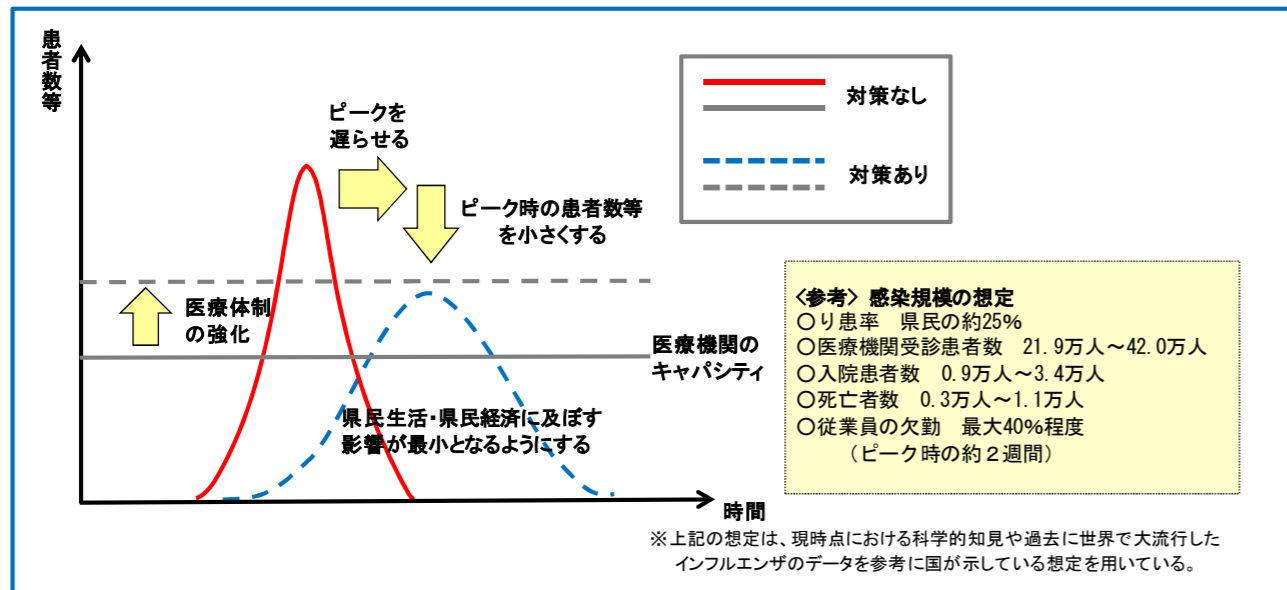 患者数等
ピークを
遅らせる
対策なし
対策あり
ピーク時の患者数等
を小さくする
医療体制
の強化
医療機関の
キャパシティ
県民生活・県民経済に及ぼす
影響が最小となるようにする
時間
<参考> 感染規模の想定
○り患率 県民の約25%
○医療機関受診患者数 21.9万人~42.0万人
○入院患者数 0.9万人~3.4万人
○死亡者数 0.3万人~1.1万人
○従業員の欠勤 最大40%程度
(ピーク時の約2週間)
※上記の想定は、現時点における科学的知見や過去に世界で大流行した
インフルエンザのデータを参考に国が示している想定を用いている。